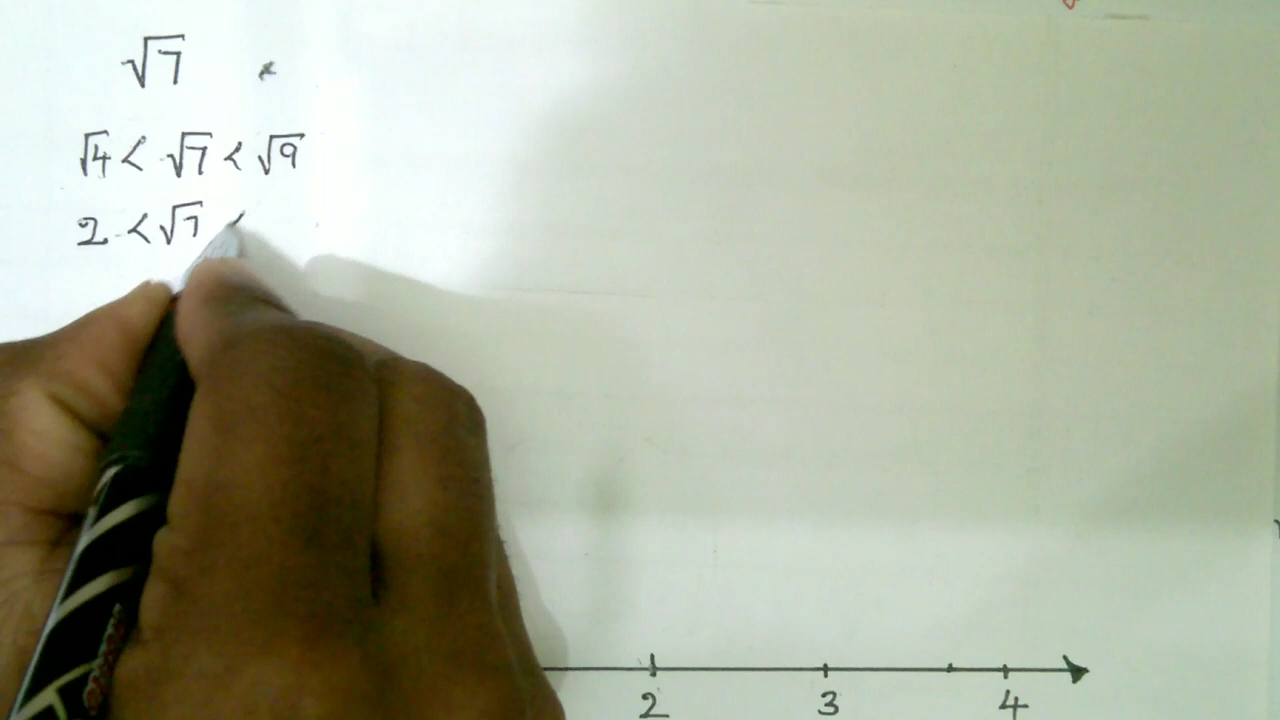 √7
√4 < √7 < √9
2 < √7 <
2 3 4